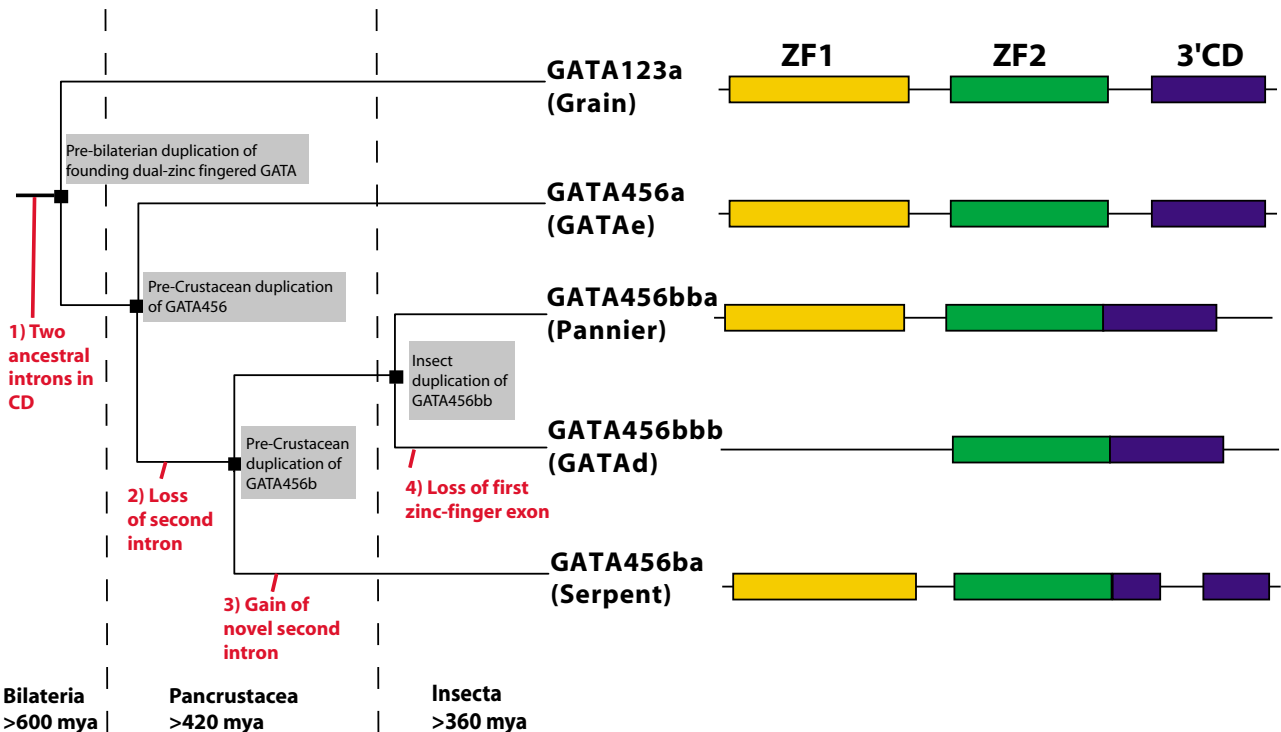 ZF1 ZF2 3'CD
GATA123a
(Grain)
Pre-bilaterian duplication of
founding dual-zinc fingered GATA
GATA456a
(GATAe)
Pre-Crustacean duplication
of GATA456
GATA456bba
(Pannier)
1) Two
ancestral
introns in
CD
Insect
duplication of
GATA456bb
GATA456bbb
(GATAd)
Pre-Crustacean
duplication of
GATA456b
2) Loss
of second
intron
4) Loss of first
zinc-finger exon
GATA456ba
(Serpent)
3) Gain of
novel second
intron
Bilateria
>600 mya
Pancrustacea
>420 mya
Insecta
>360 mya